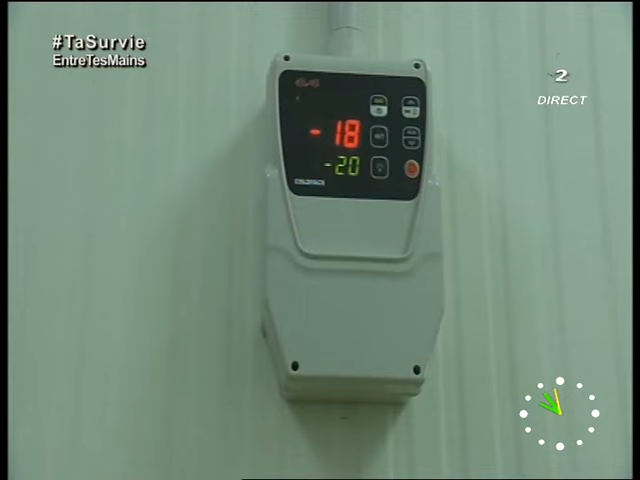 #TaSurvie
EntreTesMains
2
DIRECT
-18
-20